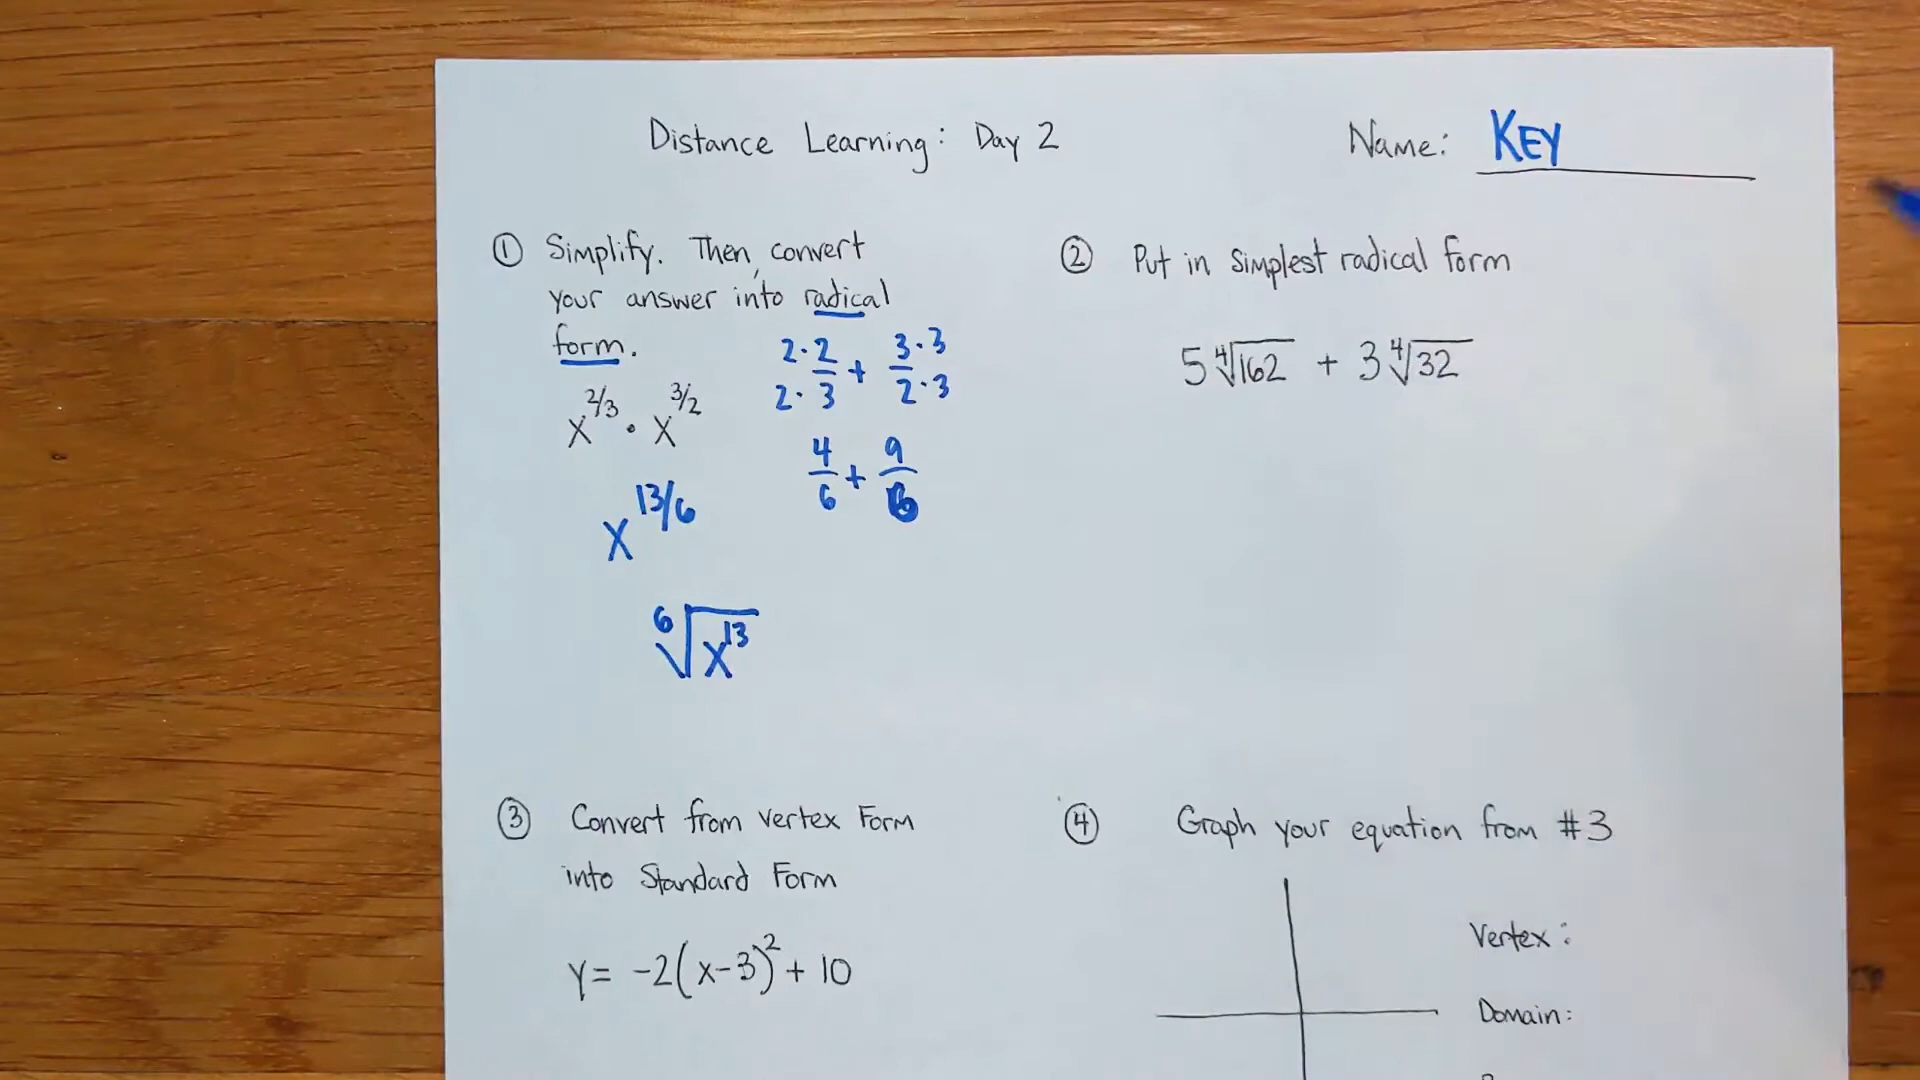 Distance Learning: Day 2
Name: KEY
① Simplify. Then, convert
your answer into radical
form.
x^{2/3} · x^{3/2}
2·2/2·3 + 3·3/2·3
4/6 + 9/6
x^{13/6}
⁶√x^{13}
② Put in simplest radical form
5 ⁴√162 + 3 ⁴√32
③ Convert from Vertex Form
into Standard Form
y = -2(x-3)² + 10
④ Graph your equation from #3
Vertex:
Domain: